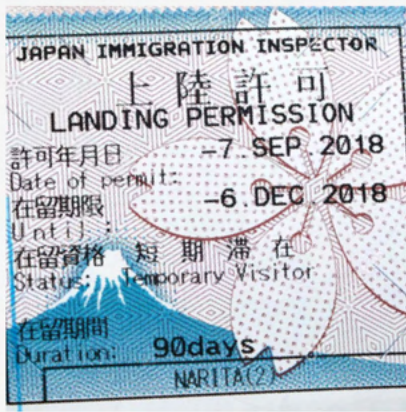 JAPAN IMMIGRATION INSPECTOR
上陸許可
LANDING PERMISSION
許可年月日 -7. SEP. 2018
Date of permit:
在留期限 -6. DEC. 2018
Until :
在留資格 短期滞在
Status: Temporary Visitor
在留期間
Duration: 90days
NARITA(2)